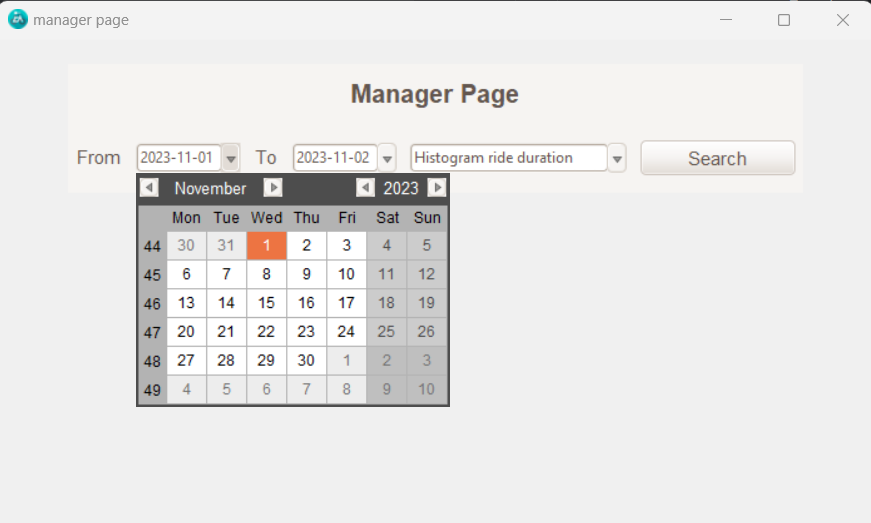 manager page
Manager Page
From 2023-11-01 To 2023-11-02 Histogram ride duration Search
November 2023
Mon Tue Wed Thu Fri Sat Sun
44 30 31 1 2 3 4 5
45 6 7 8 9 10 11 12
46 13 14 15 16 17 18 19
47 20 21 22 23 24 25 26
48 27 28 29 30 1 2 3
49 4 5 6 7 8 9 10